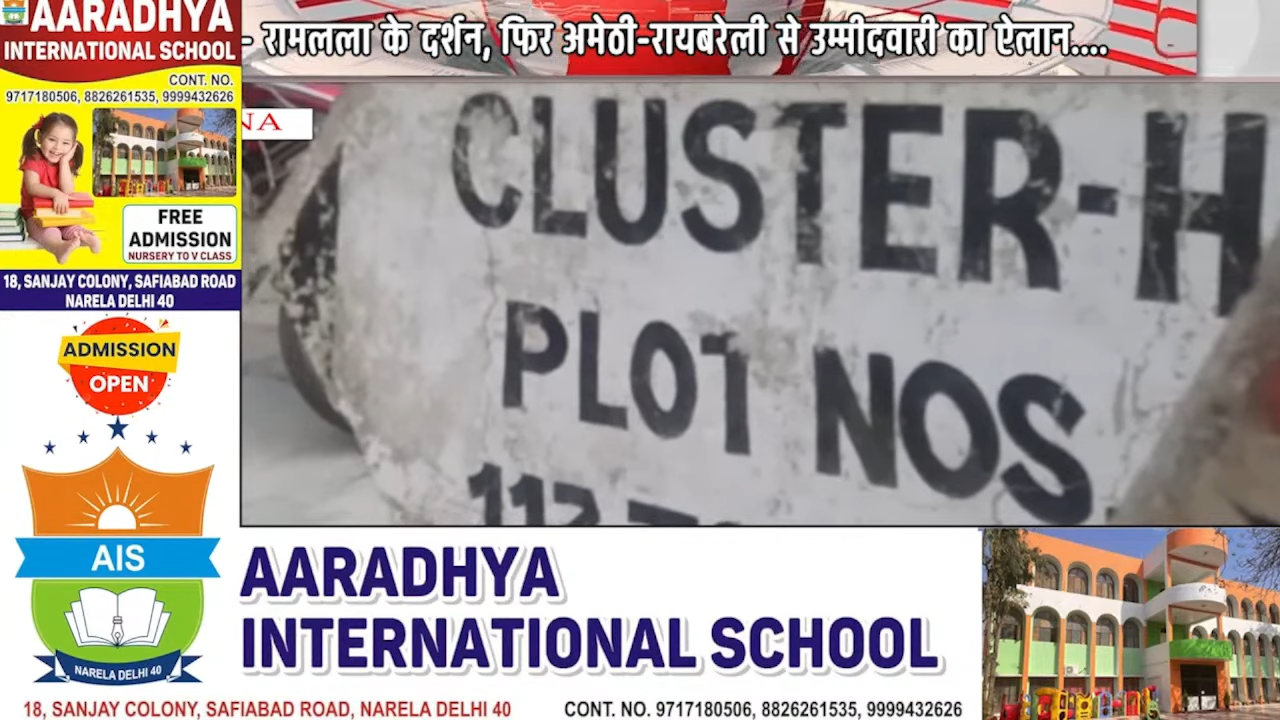 AARADHYA
INTERNATIONAL SCHOOL
CONT. NO.
9717180506, 8826261535, 9999432626
FREE
ADMISSION
NURSERY TO V CLASS
18, SANJAY COLONY, SAFIABAD ROAD
NARELA DELHI 40
ADMISSION
OPEN
AIS
NARELA DELHI 40
- रामलला के दर्शन, फिर अमेठी-रायबरेली से उम्मीदवारी का ऐलान....
NA
CLUSTER-H
PLOT NOS
AARADHYA
INTERNATIONAL SCHOOL
18, SANJAY COLONY, SAFIABAD ROAD, NARELA DELHI 40
CONT. NO. 9717180506, 8826261535, 9999432626